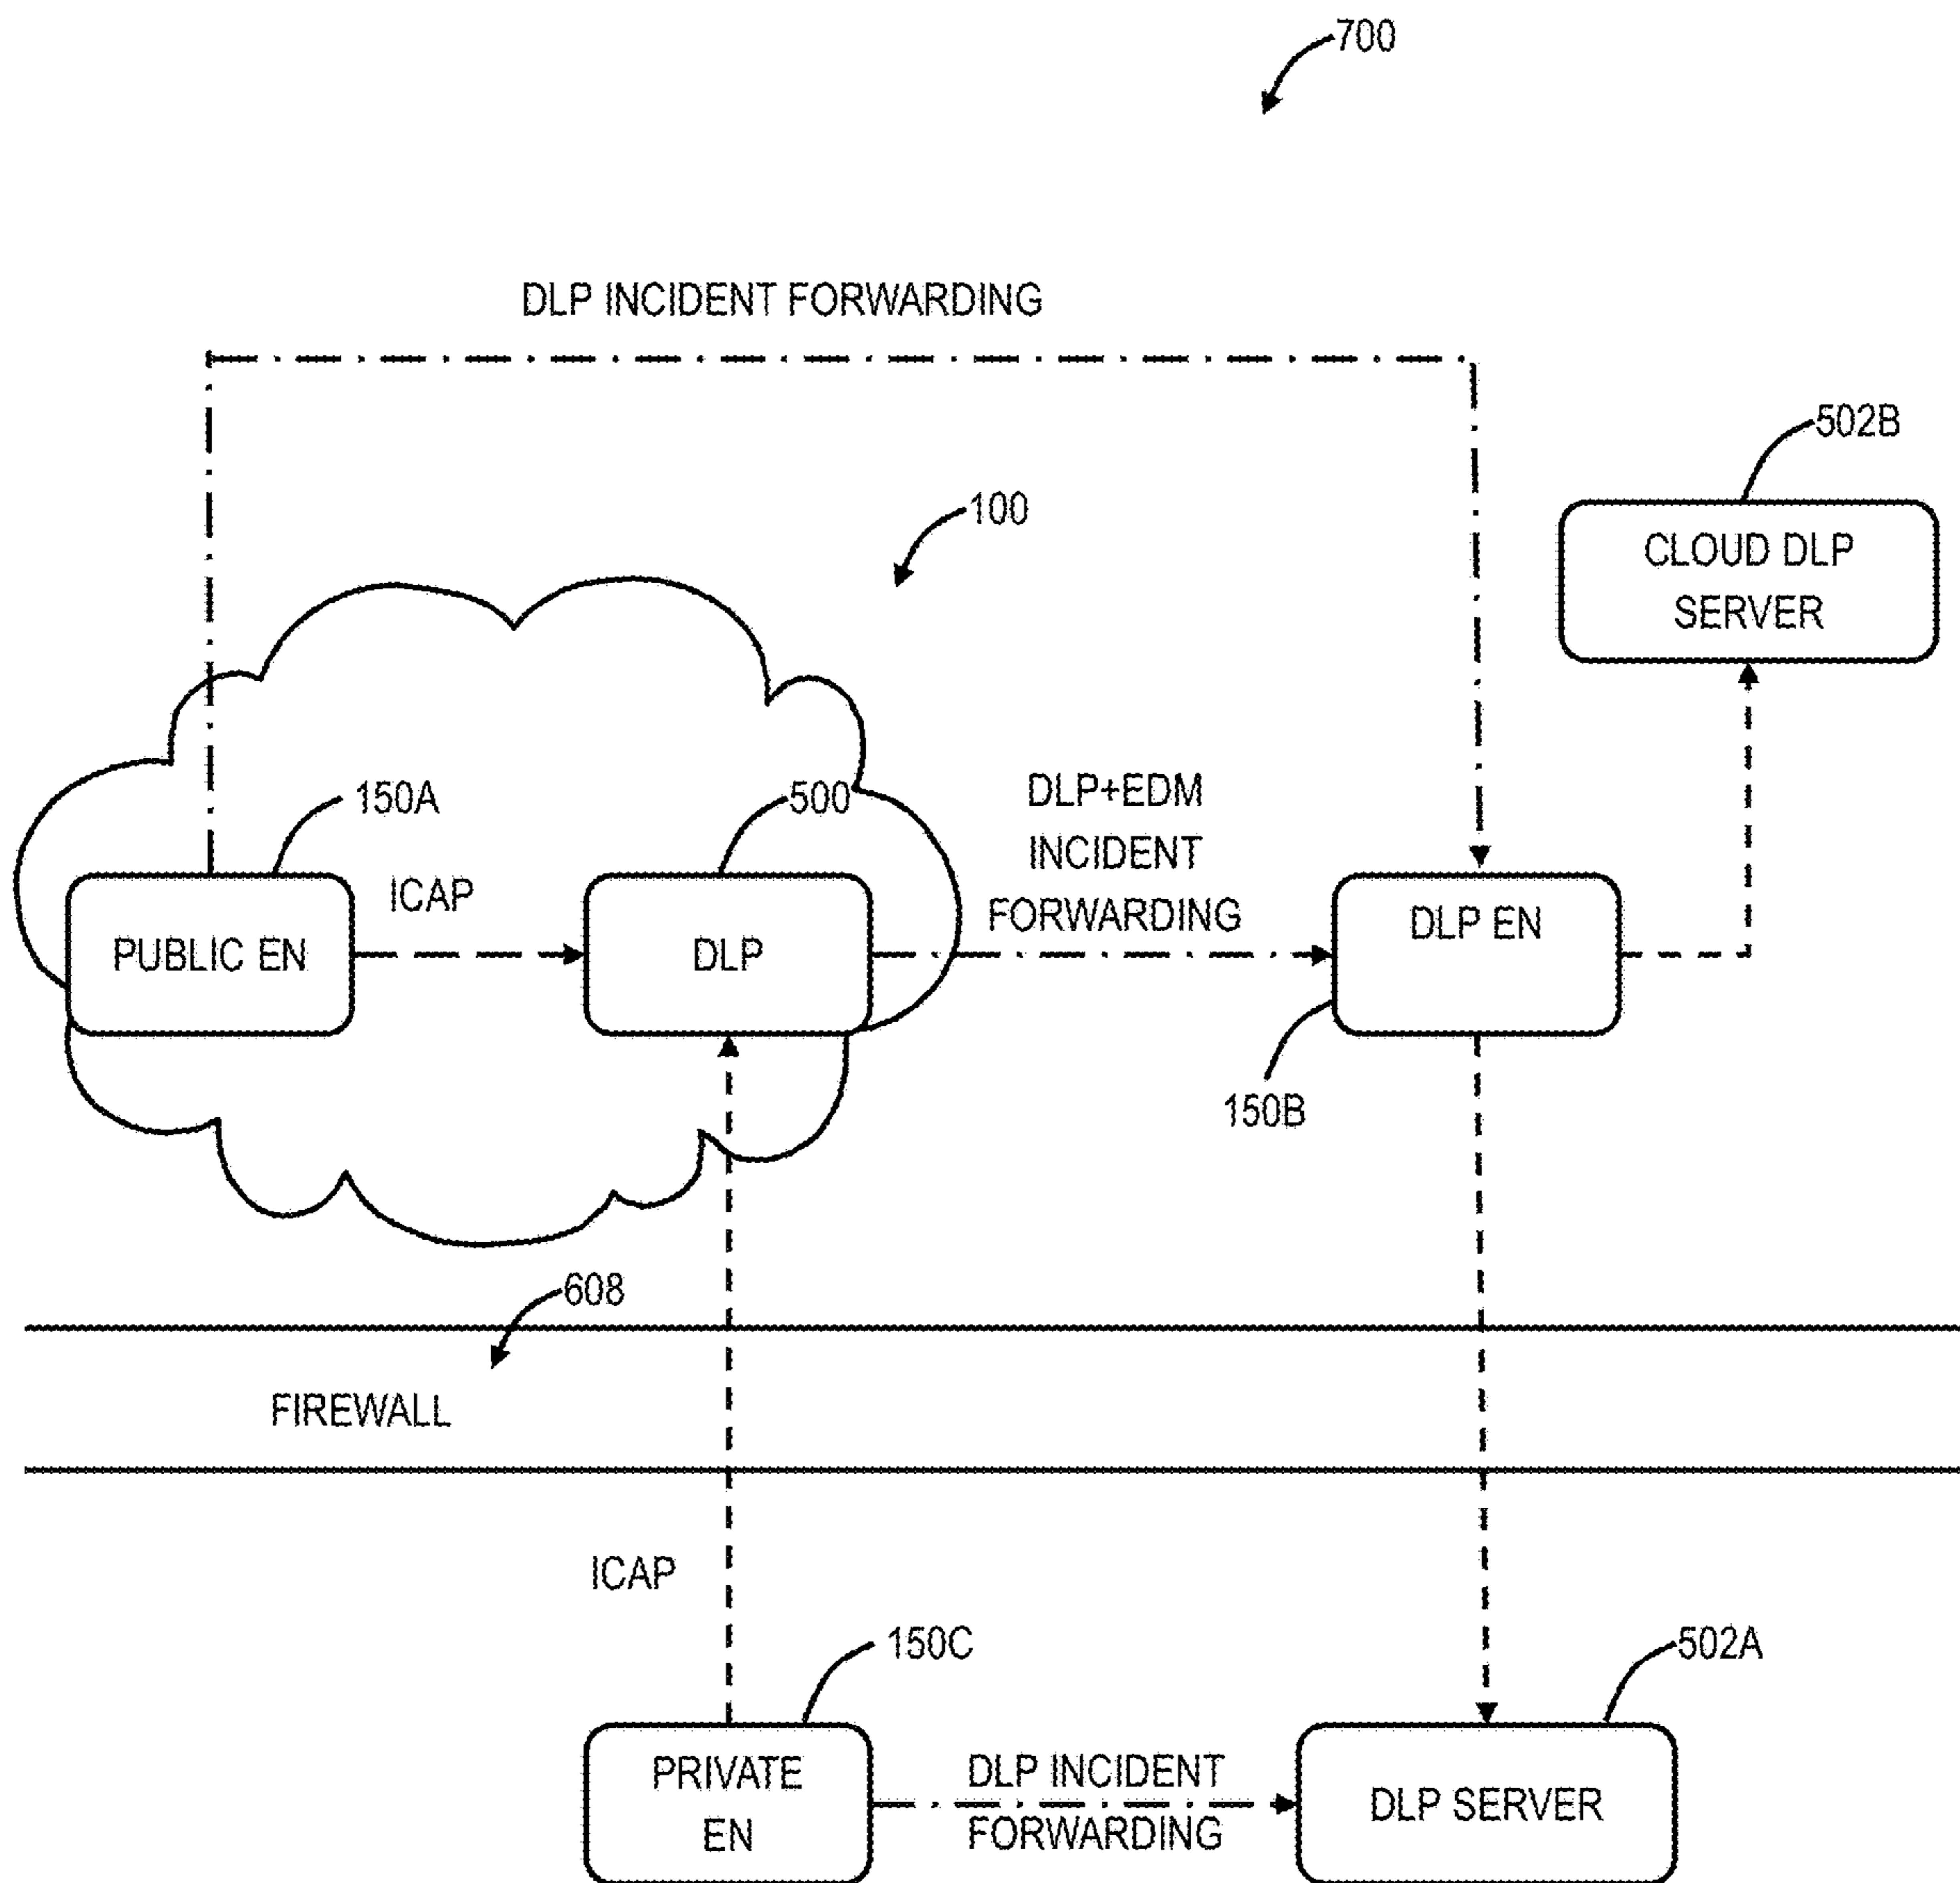 700
DLP INCIDENT FORWARDING
502B
100
CLOUD DLP
SERVER
150A
500
DLP+EDM
INCIDENT
FORWARDING
ICAP
PUBLIC EN
DLP
DLP EN
150B
608
FIREWALL
ICAP
150C
502A
PRIVATE
EN
DLP INCIDENT
FORWARDING
DLP SERVER